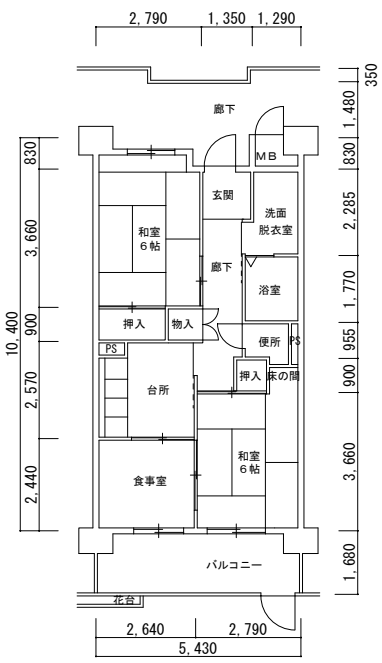 2,790
1,350
1,290
350
廊下
1,480
MB
830
830
玄関
洗面
脱衣室
2,285
3,660
和室
6帖
廊下
浴室
1,770
10,400
900
押入
物入
便所
PS
955
PS
台所
押入
床の間
900
2,570
和室
6帖
3,660
食事室
2,440
バルコニー
1,680
花台
2,640
2,790
5,430